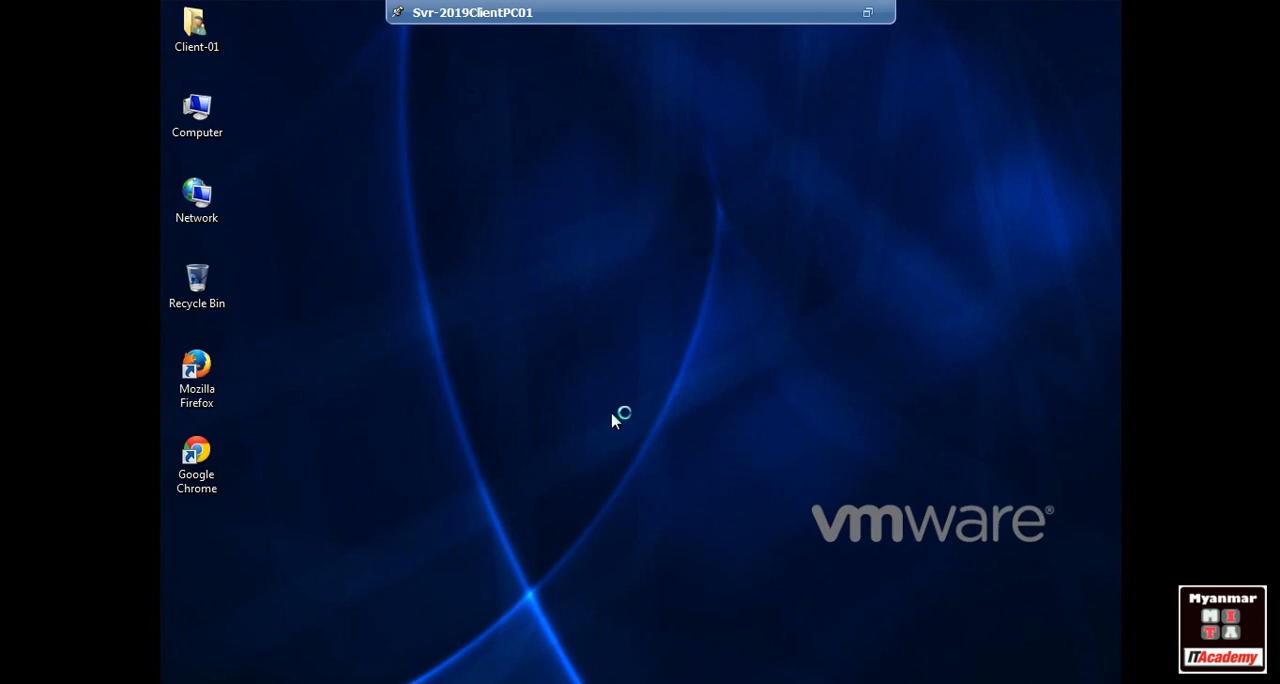 Svr-2019ClientPC01
Client-01
Computer
Network
Recycle Bin
Mozilla
Firefox
Google
Chrome
vmware®
Myanmar
M I
T A
ITAcademy